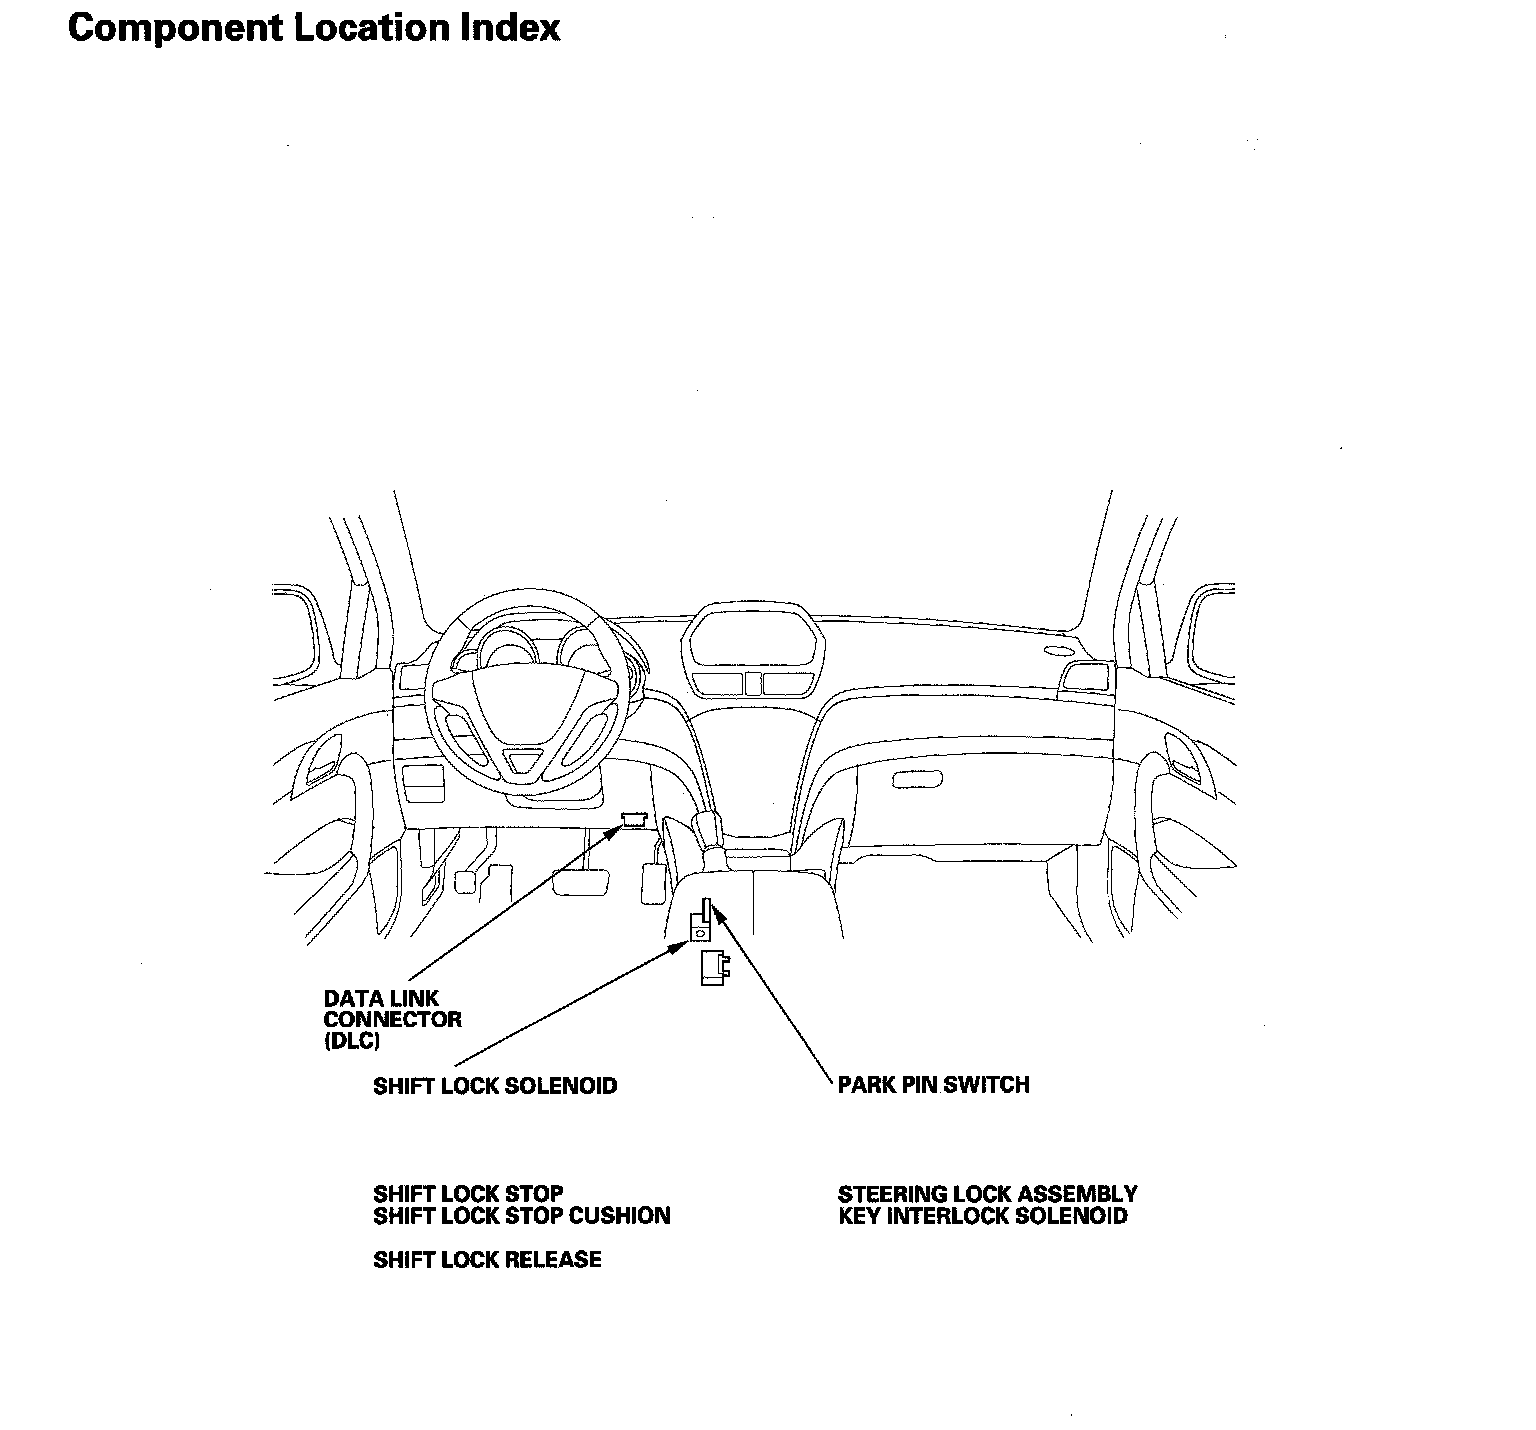 Component Location Index
DATA LINK
CONNECTOR
(DLC)
SHIFT LOCK SOLENOID
PARK PIN SWITCH
SHIFT LOCK STOP
SHIFT LOCK STOP CUSHION
SHIFT LOCK RELEASE
STEERING LOCK ASSEMBLY
KEY INTERLOCK SOLENOID